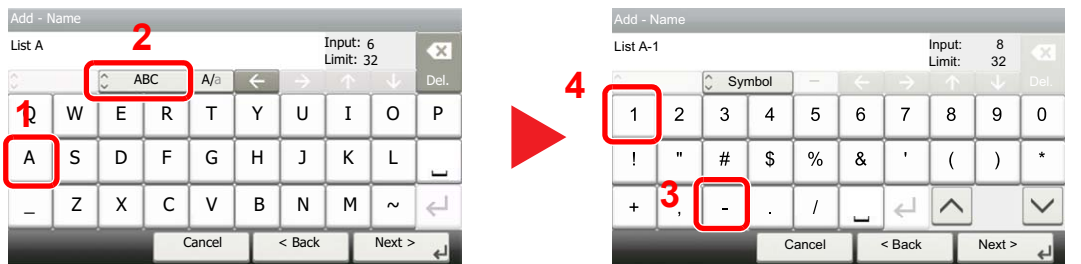 Add - Name
List A
Input: 6
Limit: 32
2
ABC
A/a
Del.
1
Q W E R T Y U I O P
A S D F G H J K L
_ Z X C V B N M ~
Cancel
< Back
Next >
Add - Name
List A-1
Input: 8
Limit: 32
4
Symbol
Del.
1 2 3 4 5 6 7 8 9 0
! " # $ % & ' ( ) *
3
+ , - . /
Cancel
< Back
Next >